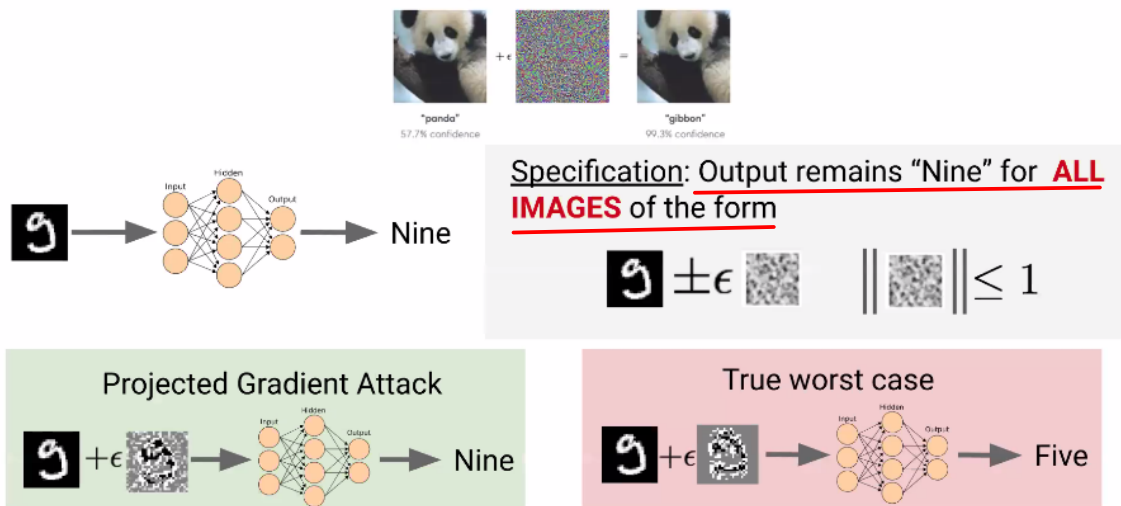 +ϵ
=
"panda"
57.7% confidence
"gibbon"
99.3% confidence
Input
Hidden
Output
Nine
Specification: Output remains “Nine” for ALL
IMAGES of the form
±ϵ
|| || ≤ 1
Projected Gradient Attack
+ϵ
Input
Hidden
Output
Nine
True worst case
+ϵ
Input
Hidden
Output
Five